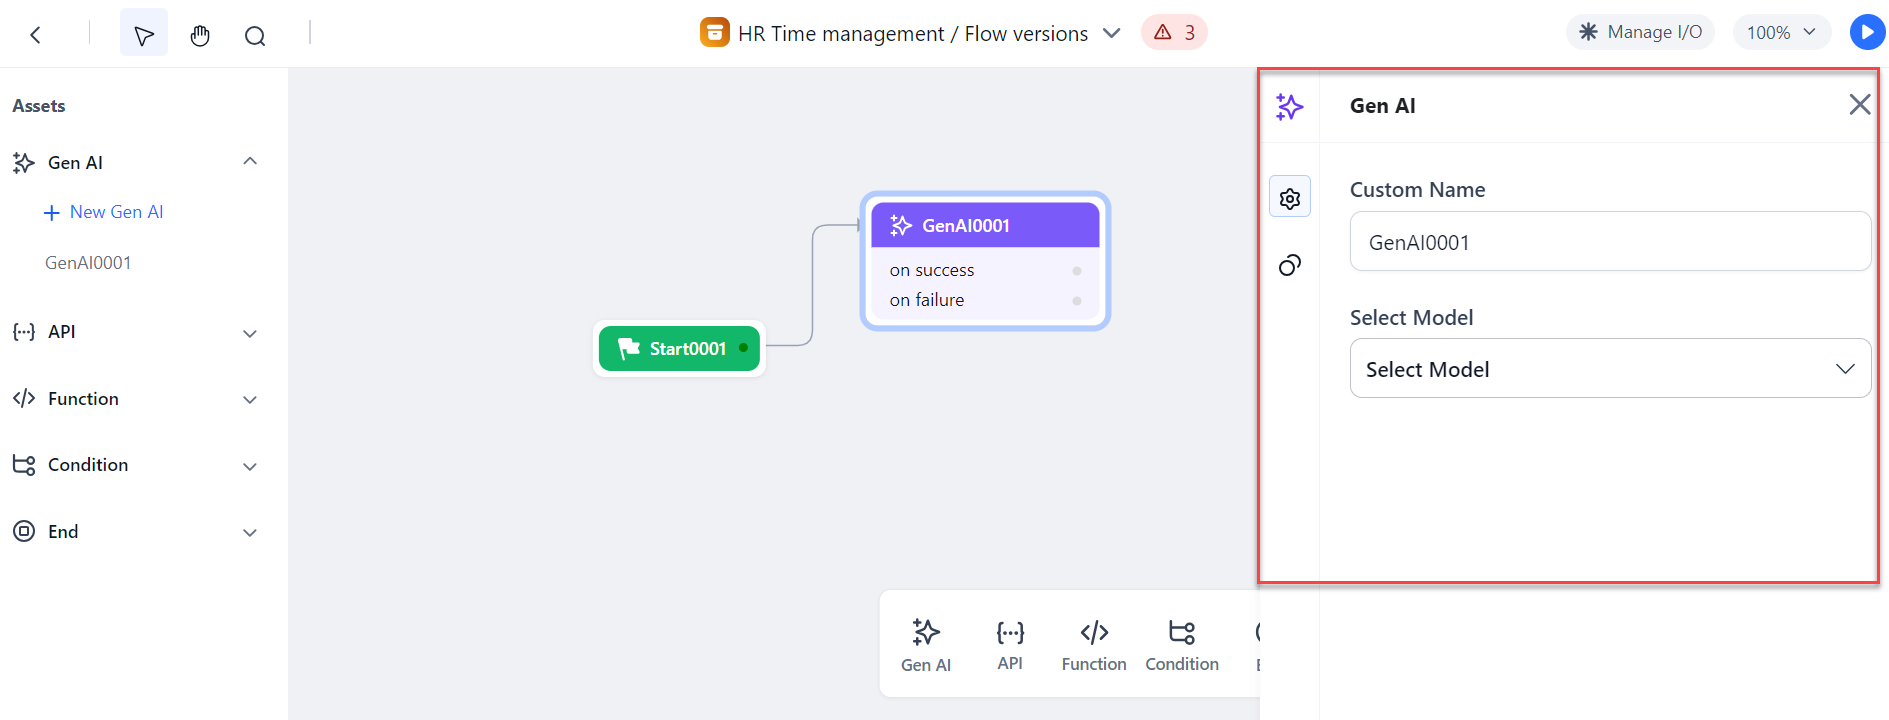 HR Time management / Flow versions
3
Manage I/O
100%
Assets
Gen AI
New Gen AI
GenAI0001
API
Function
Condition
End
Start0001
GenAI0001
on success
on failure
Gen AI
API
Function
Condition
Gen AI
Custom Name
GenAI0001
Select Model
Select Model